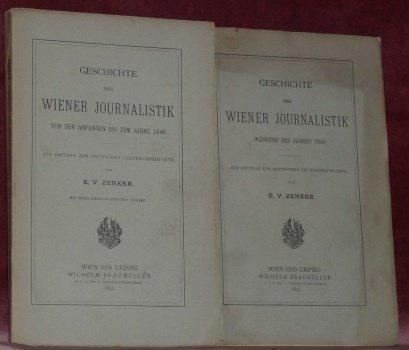 GESCHICHTE
DER
WIENER JOURNALISTIK
VON DEN ANFÄNGEN BIS ZUM JAHRE 1848.
EIN BEITRAG ZUR DEUTSCHEN CULTURGESCHICHTE
VON
E. V. ZENKER.
WIEN UND LEIPZIG
WILHELM BRAUMÜLLER
1892.
GESCHICHTE
DER
WIENER JOURNALISTIK
WÄHREND DES JAHRES 1848.
EIN BEITRAG ZUR DEUTSCHEN CULTURGESCHICHTE
VON
E. V. ZENKER.
WIEN UND LEIPZIG
WILHELM BRAUMÜLLER
1893.